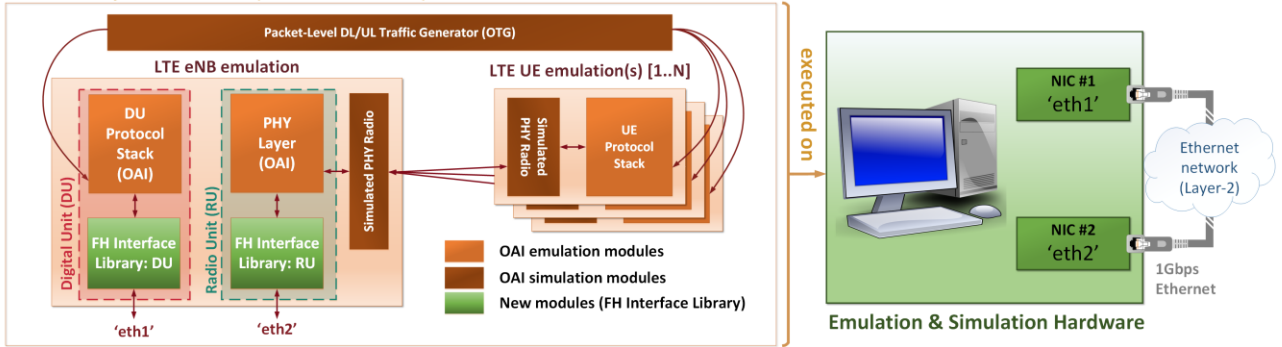 Packet-Level DL/UL Traffic Generator (OTG)
LTE eNB emulation
LTE UE emulation(s) [1..N]
DU
Protocol
Stack
(OAI)
Digital Unit (DU)
FH Interface
Library: DU
PHY
Layer
(OAI)
Radio Unit (RU)
FH Interface
Library: RU
Simulated PHY Radio
Simulated
PHY Radio
UE
Protocol
Stack
OAI emulation modules
OAI simulation modules
New modules (FH Interface Library)
‘eth1’
‘eth2’
executed on
NIC #1
‘eth1’
NIC #2
‘eth2’
Ethernet
network
(Layer-2)
1Gbps
Ethernet
Emulation & Simulation Hardware